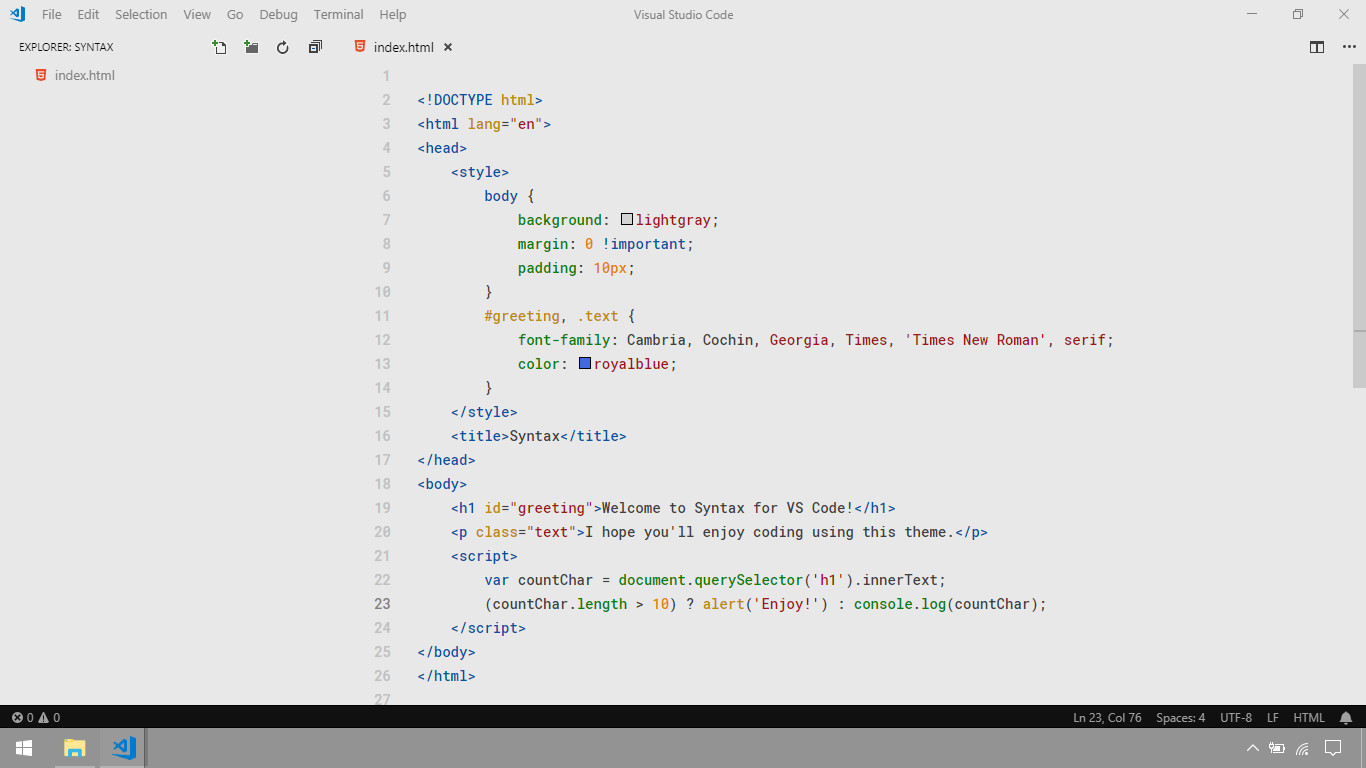 File Edit Selection View Go Debug Terminal Help Visual Studio Code
EXPLORER: SYNTAX index.html
index.html
1
2 <!DOCTYPE html>
3 <html lang="en">
4 <head>
5     <style>
6         body {
7             background: lightgray;
8             margin: 0 !important;
9             padding: 10px;
10         }
11         #greeting, .text {
12             font-family: Cambria, Cochin, Georgia, Times, 'Times New Roman', serif;
13             color: royalblue;
14         }
15     </style>
16     <title>Syntax</title>
17 </head>
18 <body>
19     <h1 id="greeting">Welcome to Syntax for VS Code!</h1>
20     <p class="text">I hope you'll enjoy coding using this theme.</p>
21     <script>
22         var countChar = document.querySelector('h1').innerText;
23         (countChar.length > 10) ? alert('Enjoy!') : console.log(countChar);
24     </script>
25 </body>
26 </html>
27
0 0 Ln 23, Col 76 Spaces: 4 UTF-8 LF HTML